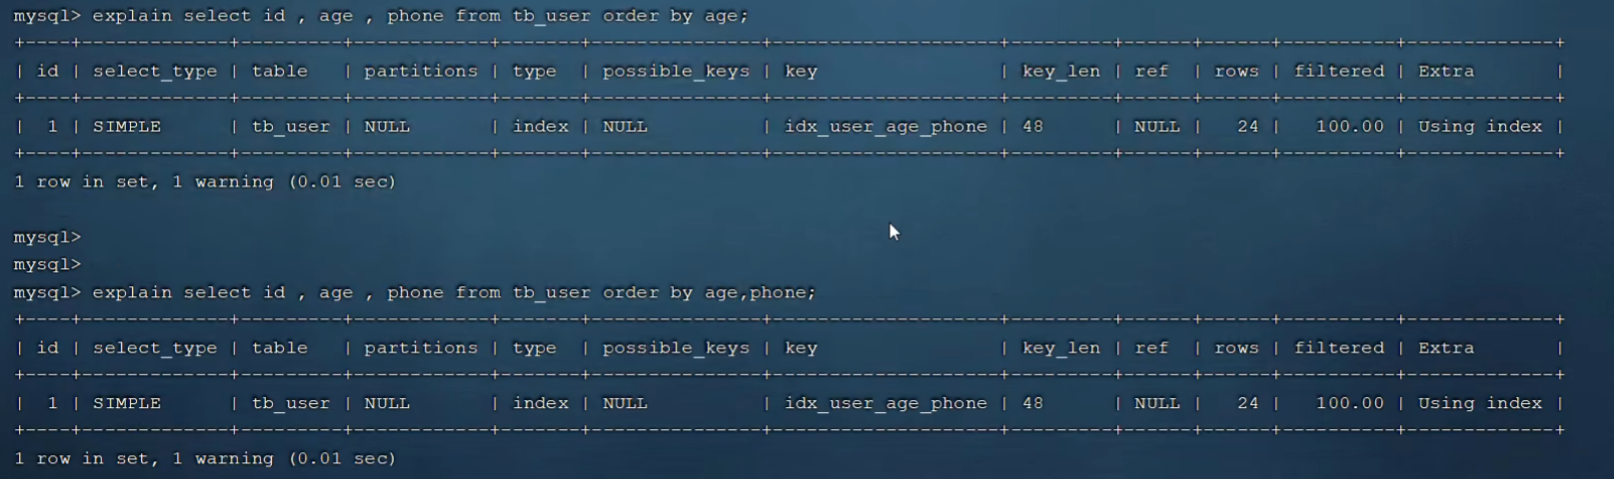 mysql> explain select id , age , phone from tb_user order by age;
+----+-------------+---------+------------+-------+---------------+--------------------+---------+------+------+----------+-------------+
| id | select_type | table   | partitions | type  | possible_keys | key                | key_len | ref  | rows | filtered | Extra       |
+----+-------------+---------+------------+-------+---------------+--------------------+---------+------+------+----------+-------------+
|  1 | SIMPLE      | tb_user | NULL       | index | NULL          | idx_user_age_phone | 48      | NULL |   24 |   100.00 | Using index |
+----+-------------+---------+------------+-------+---------------+--------------------+---------+------+------+----------+-------------+
1 row in set, 1 warning (0.01 sec)
mysql>
mysql>
mysql> explain select id , age , phone from tb_user order by age,phone;
+----+-------------+---------+------------+-------+---------------+--------------------+---------+------+------+----------+-------------+
| id | select_type | table   | partitions | type  | possible_keys | key                | key_len | ref  | rows | filtered | Extra       |
+----+-------------+---------+------------+-------+---------------+--------------------+---------+------+------+----------+-------------+
|  1 | SIMPLE      | tb_user | NULL       | index | NULL          | idx_user_age_phone | 48      | NULL |   24 |   100.00 | Using index |
+----+-------------+---------+------------+-------+---------------+--------------------+---------+------+------+----------+-------------+
1 row in set, 1 warning (0.01 sec)